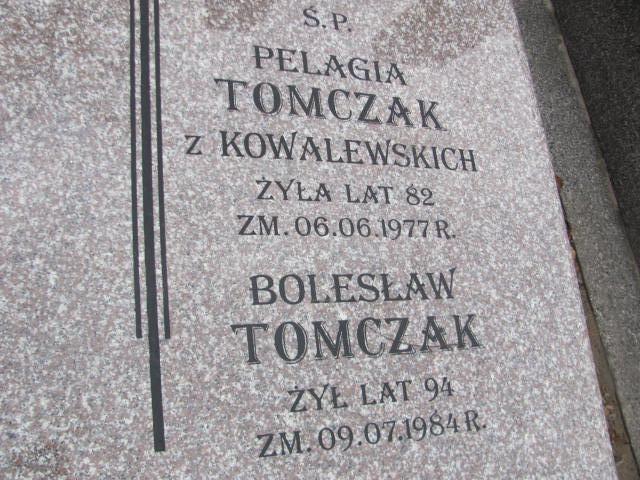 Ś.P.
PELAGIA
TOMCZAK
Z KOWALEWSKICH
ŻYŁA LAT 82
ZM. 06.06.1977 R.
BOLESŁAW
TOMCZAK
ŻYŁ LAT 94
ZM. 09.07.1984 R.